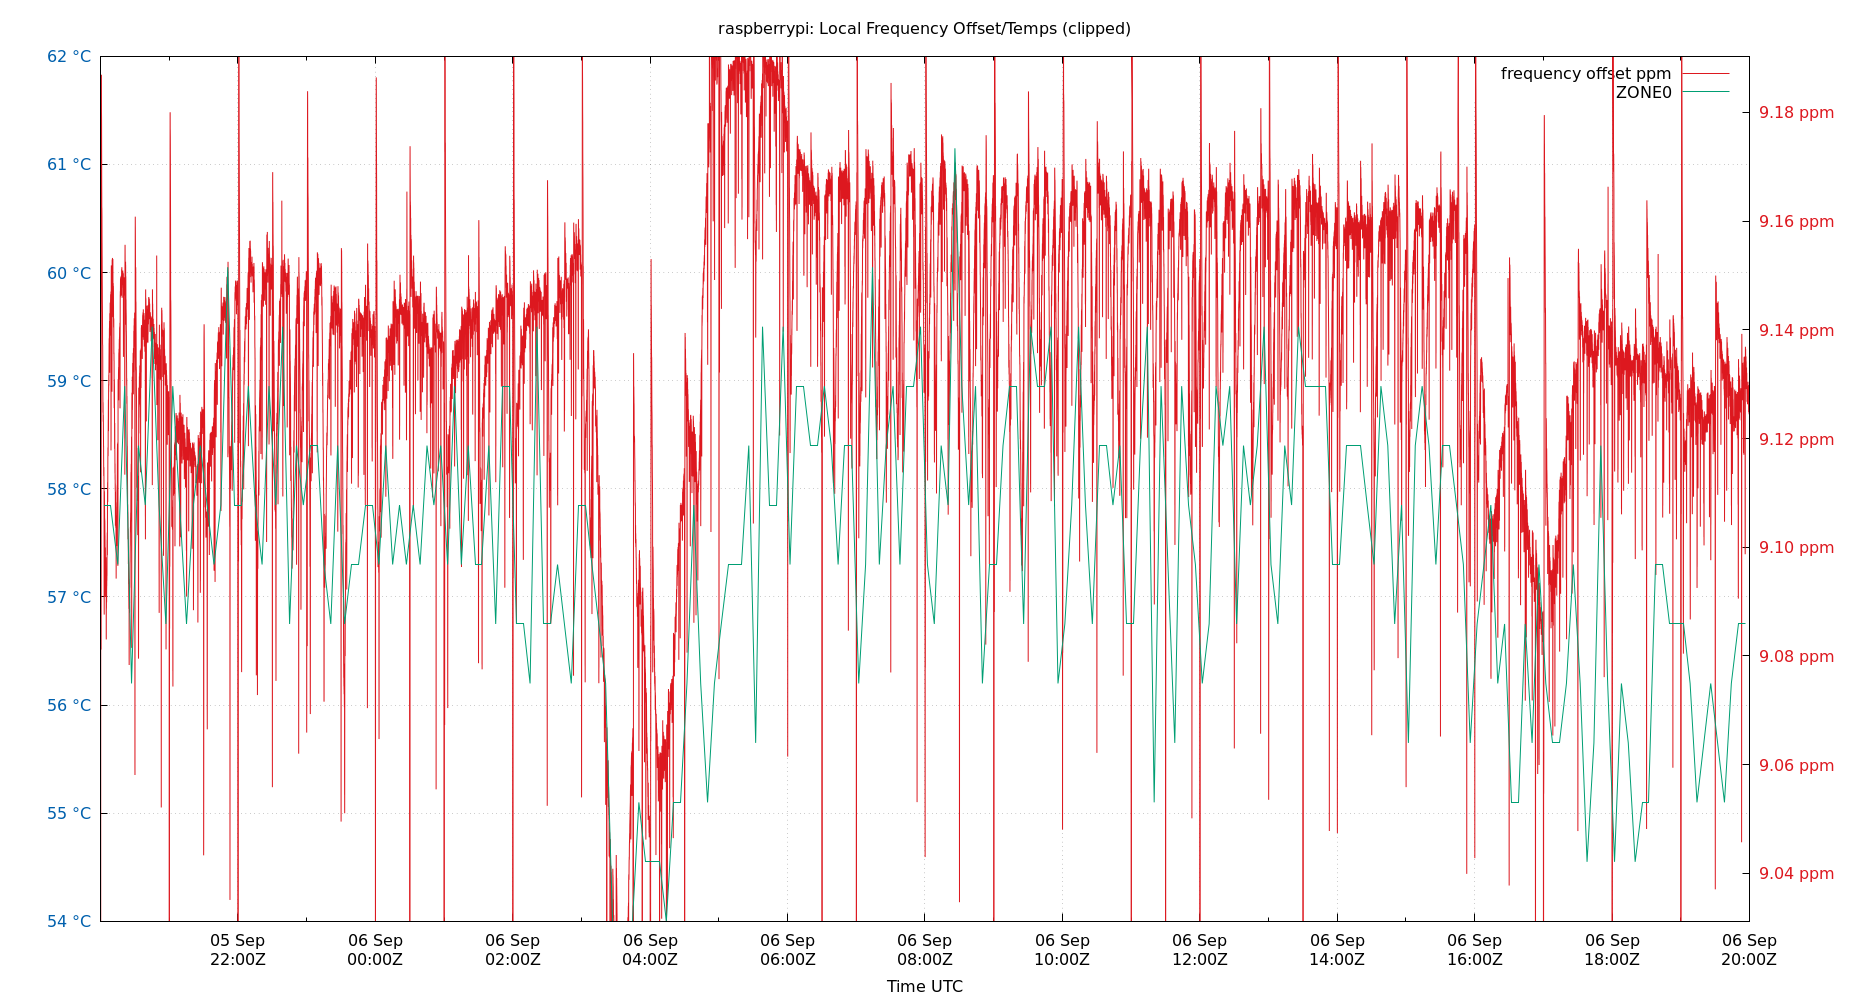 raspberrypi: Local Frequency Offset/Temps (clipped)
frequency offset ppm
ZONE0
62 °C
61 °C
60 °C
59 °C
58 °C
57 °C
56 °C
55 °C
54 °C
9.18 ppm
9.16 ppm
9.14 ppm
9.12 ppm
9.10 ppm
9.08 ppm
9.06 ppm
9.04 ppm
05 Sep 06 Sep 06 Sep 06 Sep 06 Sep 06 Sep 06 Sep 06 Sep 06 Sep 06 Sep 06 Sep 06 Sep
22:00Z 00:00Z 02:00Z 04:00Z 06:00Z 08:00Z 10:00Z 12:00Z 14:00Z 16:00Z 18:00Z 20:00Z
Time UTC